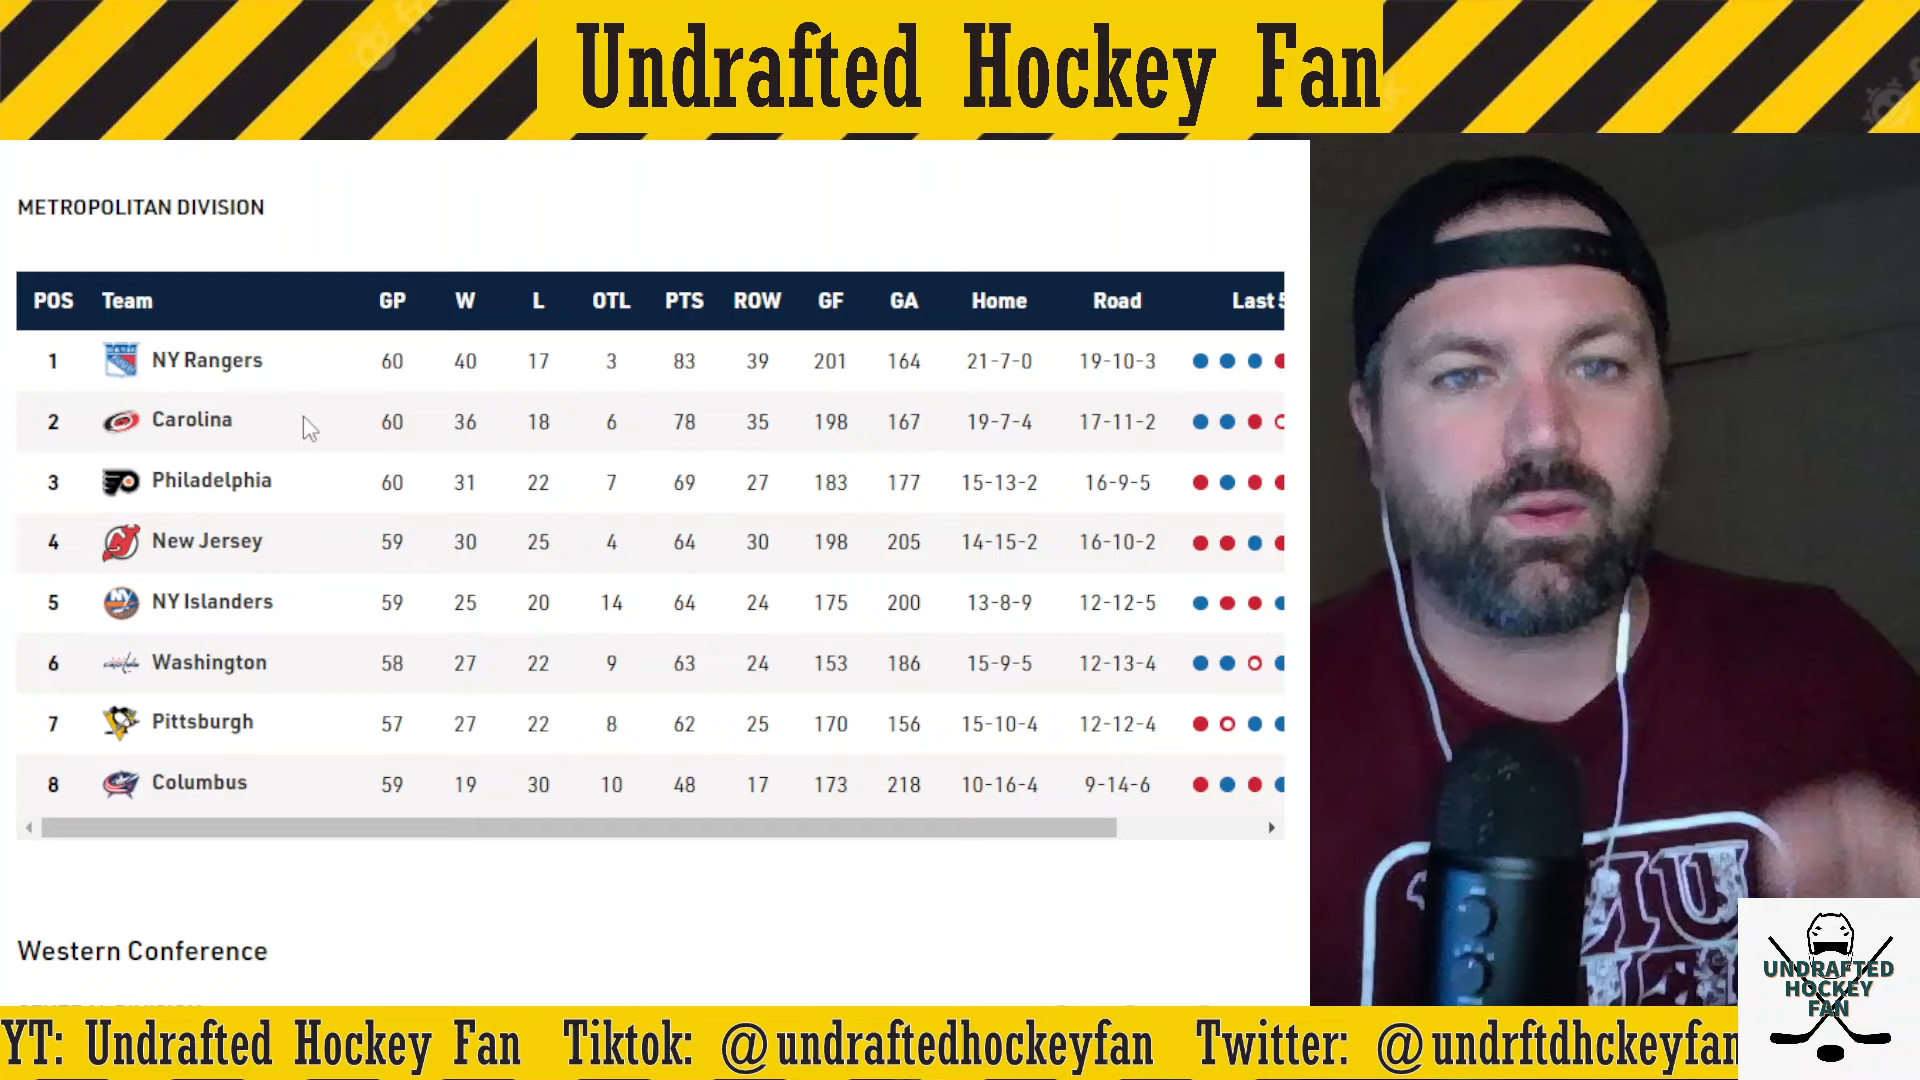 Undrafted Hockey Fan
METROPOLITAN DIVISION
POS Team GP W L OTL PTS ROW GF GA Home Road Last 5
1 NY Rangers 60 40 17 3 83 39 201 164 21-7-0 19-10-3
2 Carolina 60 36 18 6 78 35 198 167 19-7-4 17-11-2
3 Philadelphia 60 31 22 7 69 27 183 177 15-13-2 16-9-5
4 New Jersey 59 30 25 4 64 30 198 205 14-15-2 16-10-2
5 NY Islanders 59 25 20 14 64 24 175 200 13-8-9 12-12-5
6 Washington 58 27 22 9 63 24 153 186 15-9-5 12-13-4
7 Pittsburgh 57 27 22 8 62 25 170 156 15-10-4 12-12-4
8 Columbus 59 19 30 10 48 17 173 218 10-16-4 9-14-6
Western Conference
UNDRAFTED
HOCKEY
FAN
YT: Undrafted Hockey Fan Tiktok: @undraftedhockeyfan Twitter: @undrftdhckeyfan